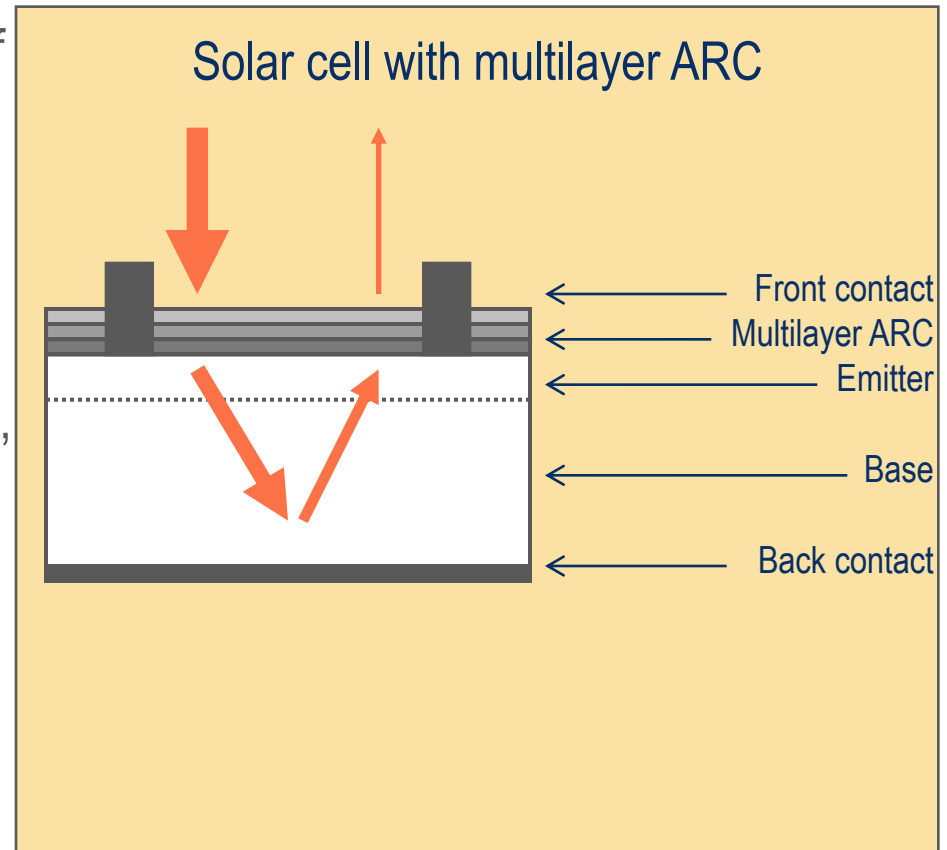 Solar cell with multilayer ARC
Front contact
Multilayer ARC
Emitter
Base
Back contact